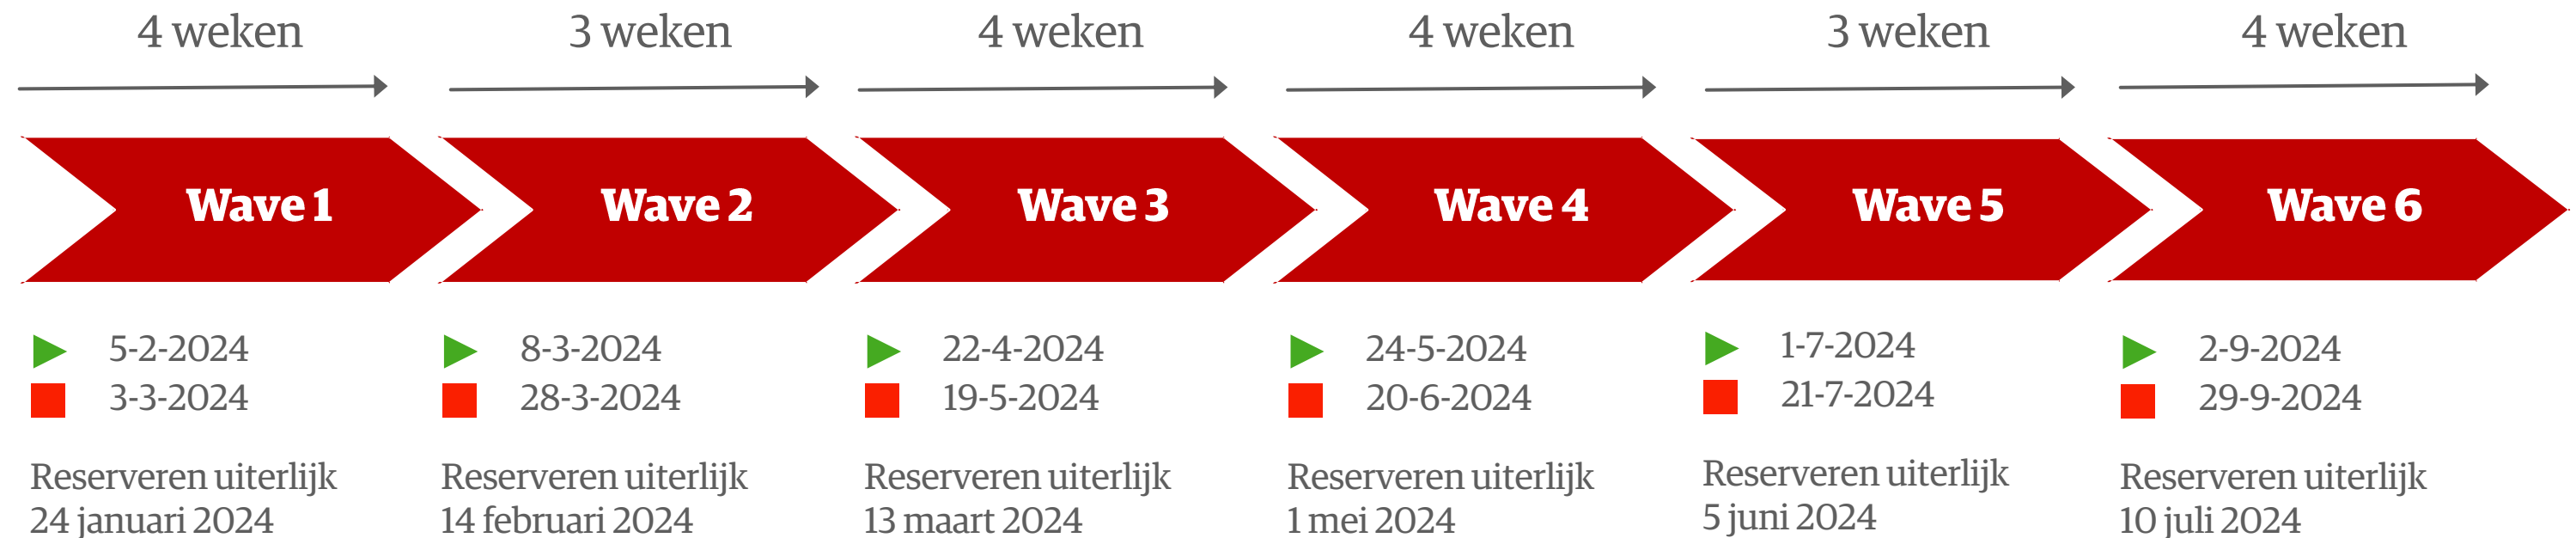 4 weken
3 weken
4 weken
4 weken
3 weken
4 weken
Wave 1
Wave 2
Wave 3
Wave 4
Wave 5
Wave 6
5-2-2024
3-3-2024
Reserveren uiterlijk
24 januari 2024
8-3-2024
28-3-2024
Reserveren uiterlijk
14 februari 2024
22-4-2024
19-5-2024
Reserveren uiterlijk
13 maart 2024
24-5-2024
20-6-2024
Reserveren uiterlijk
1 mei 2024
1-7-2024
21-7-2024
Reserveren uiterlijk
5 juni 2024
2-9-2024
29-9-2024
Reserveren uiterlijk
10 juli 2024